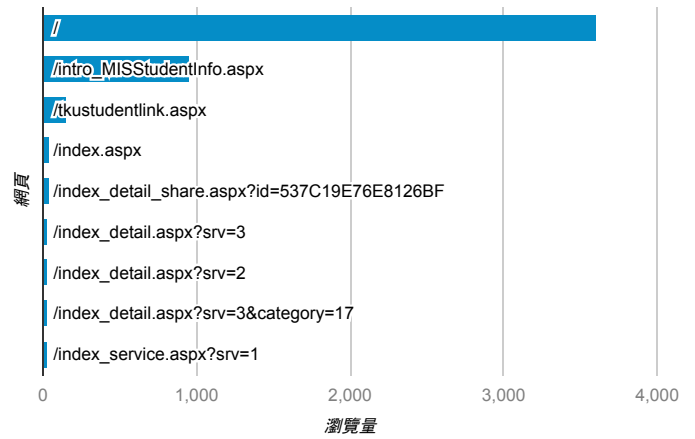 /
/intro_MISStudentInfo.aspx
/tkustudentlink.aspx
/index.aspx
/index_detail_share.aspx?id=537C19E76E8126BF
/index_detail.aspx?srv=3
/index_detail.aspx?srv=2
/index_detail.aspx?srv=3&category=17
/index_service.aspx?srv=1
網頁
0 1,000 2,000 3,000 4,000
瀏覽量